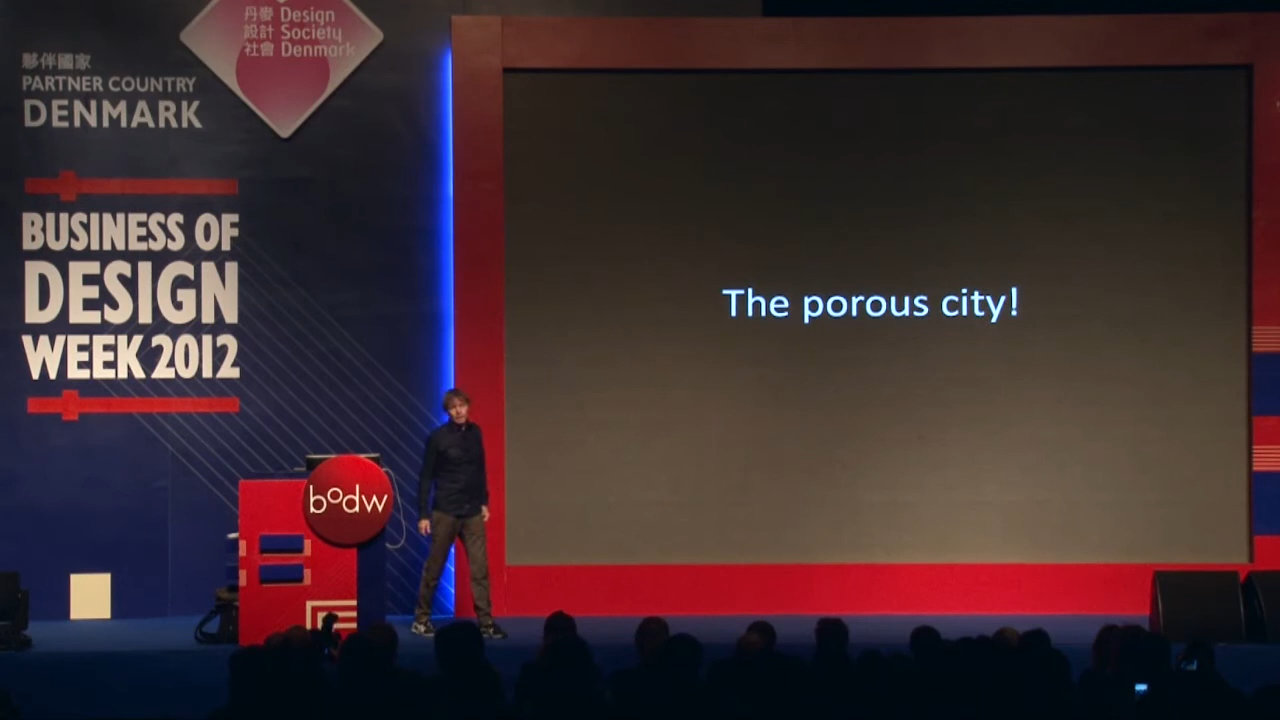 丹麥 Design
設計 Society
社會 Denmark
夥伴國家
PARTNER COUNTRY
DENMARK
BUSINESS OF
DESIGN
WEEK 2012
bodw
The porous city!